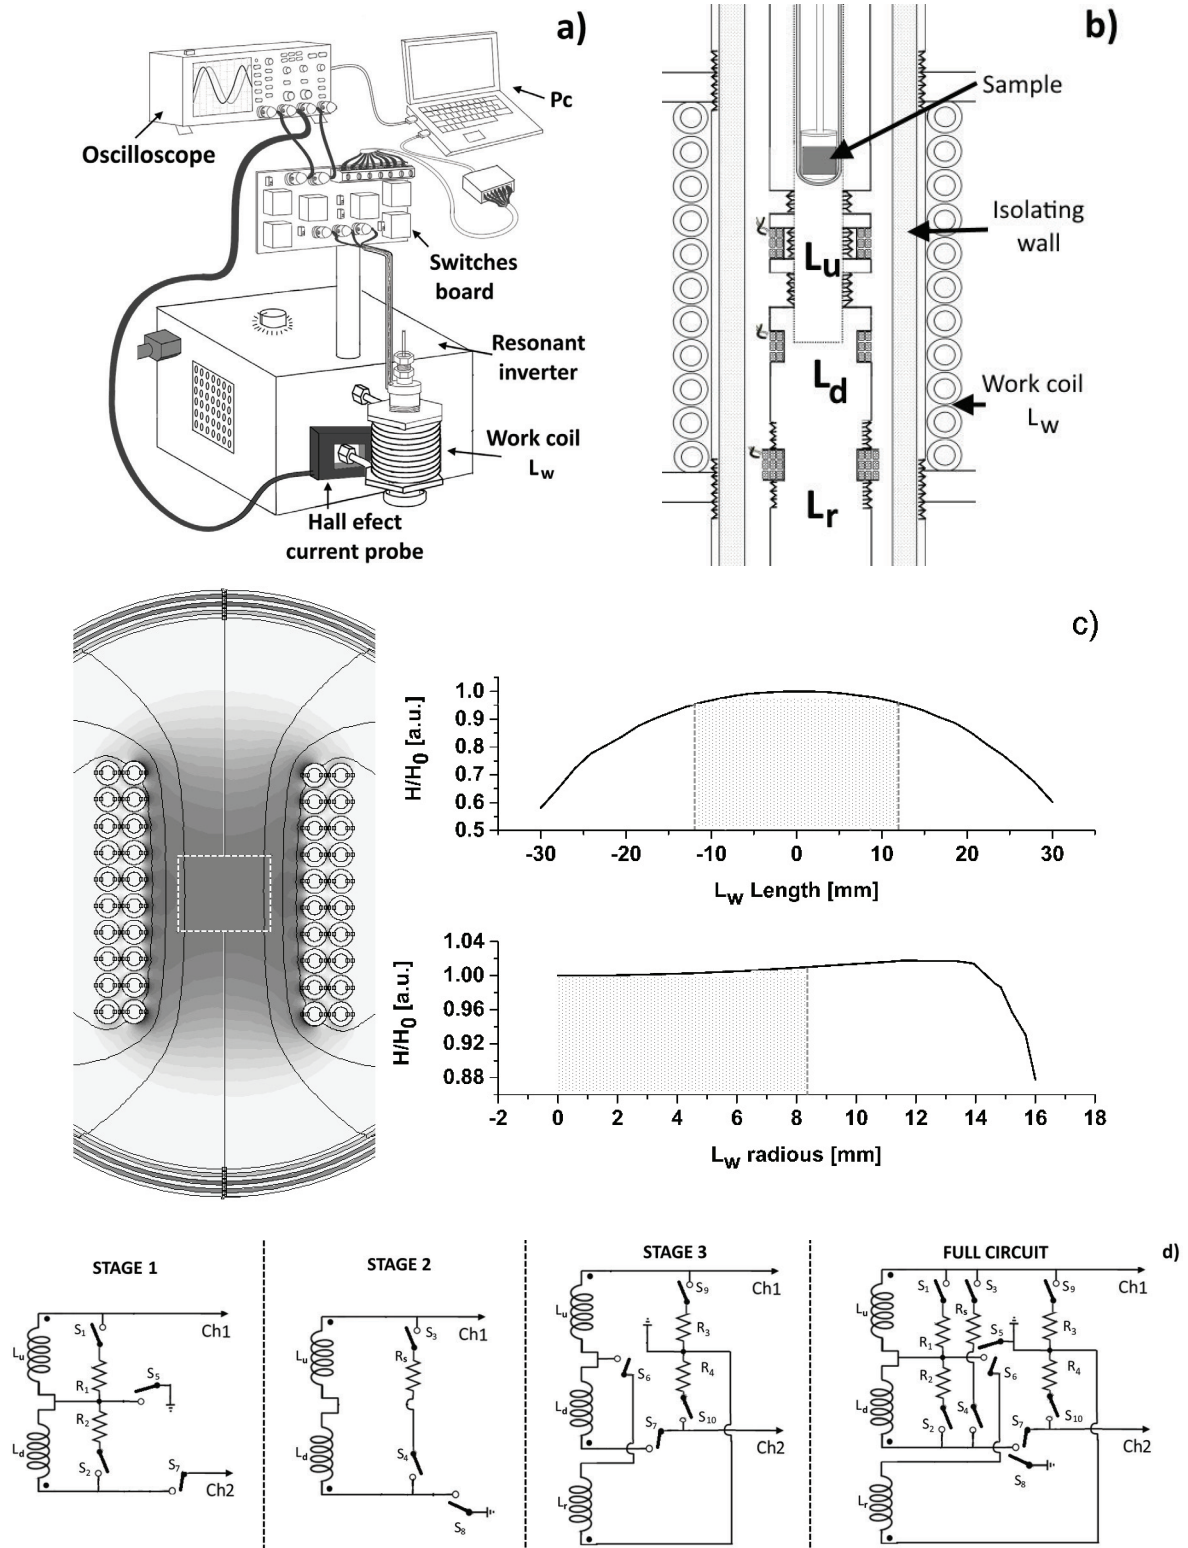 a)
Oscilloscope
Pc
Switches
board
Resonant
inverter
Work coil
Lw
Hall efect
current probe
b)
Sample
Isolating
wall
Lu
Ld
Work coil
Lw
Lr
c)
H/H0 [a.u.]
1.0
0.9
0.8
0.7
0.6
0.5
-30 -20 -10 0 10 20 30
Lw Length [mm]
H/H0 [a.u.]
1.04
1.00
0.96
0.92
0.88
-2 0 2 4 6 8 10 12 14 16 18
Lw radious [mm]
d)
STAGE 1
Lu
S1
Ch1
R1
S5
R2
Ld
S2
S7
Ch2
STAGE 2
Lu
S3
Ch1
Rs
Ld
S4
S8
STAGE 3
Lu
S9
Ch1
R3
S6
R4
Ld
S7
S10
Ch2
Lr
FULL CIRCUIT
Lu
S1
S3
S9
Ch1
Rs
R1
S5
R3
R2
S6
R4
Ld
S2
S4
S7
S10
Ch2
S8
Lr